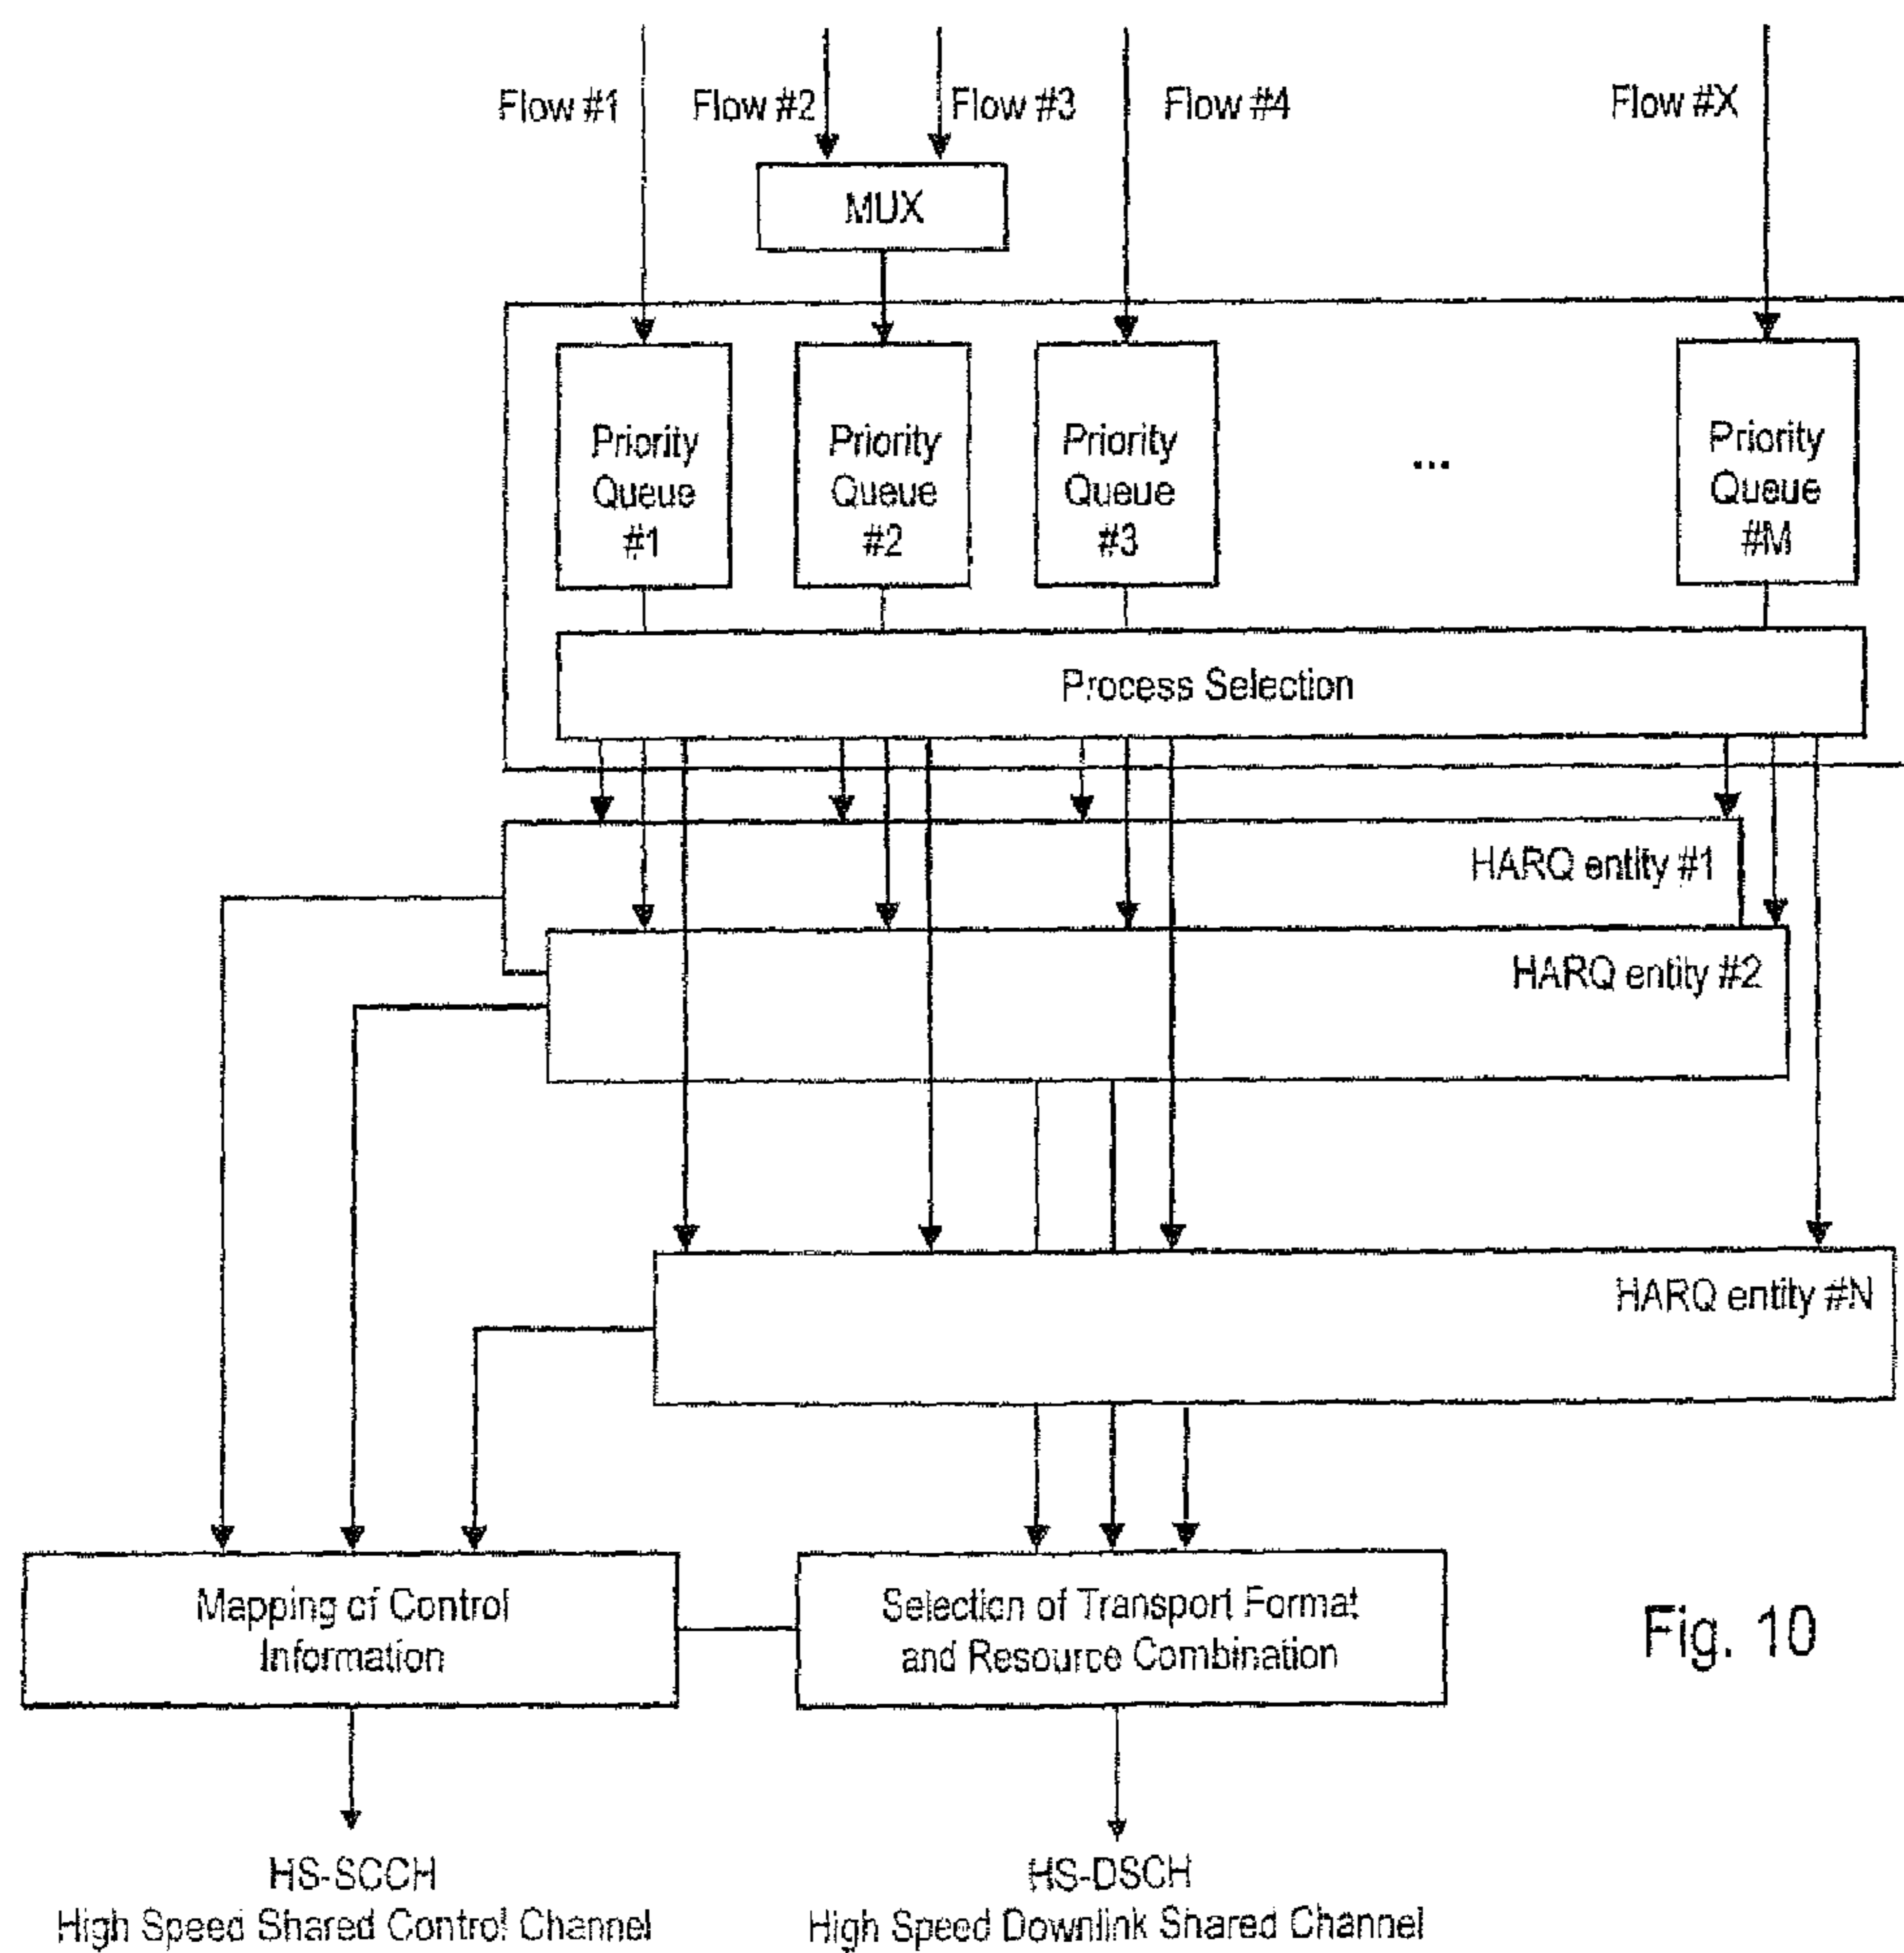 Flow #1
Flow #2
Flow #3
Flow #4
Flow #X
MUX
Priority
Queue
#1
Priority
Queue
#2
Priority
Queue
#3
...
Priority
Queue
#M
Process Selection
HARQ entity #1
HARQ entity #2
HARQ entity #N
Mapping of Control
Information
Selection of Transport Format
and Resource Combination
Fig. 10
HS-SCCH
High Speed Shared Control Channel
HS-DSCH
High Speed Downlink Shared Channel